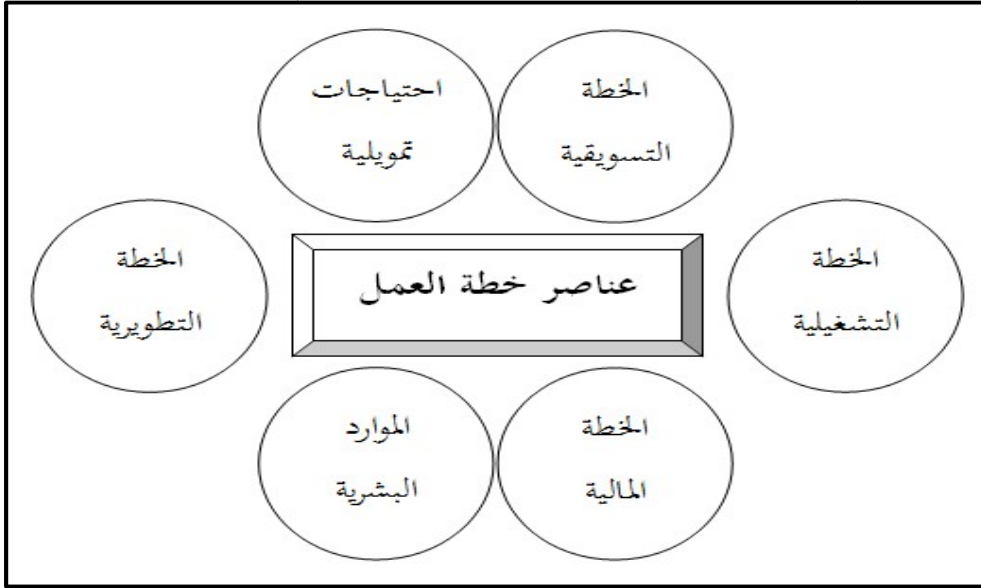 الخطة
التسويقية
احتياجات
تمويلية
الخطة
التشغيلية
عناصر خطة العمل
الخطة
التطويرية
الخطة
المالية
الموارد
البشرية